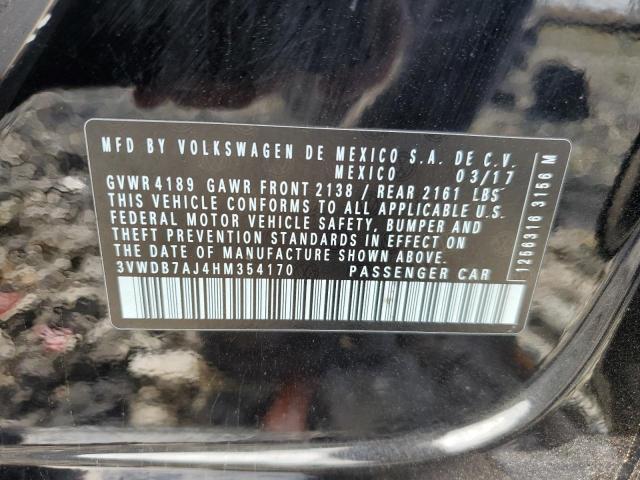 MFD BY VOLKSWAGEN DE MEXICO S.A. DE C.V.
MEXICO 03/17
GVWR 4189 GAWR FRONT 2138 / REAR 2161 LBS
THIS VEHICLE CONFORMS TO ALL APPLICABLE U.S.
FEDERAL MOTOR VEHICLE SAFETY, BUMPER AND
THEFT PREVENTION STANDARDS IN EFFECT ON
THE DATE OF MANUFACTURE SHOWN ABOVE.
3VWDB7AJ4HM354170 PASSENGER CAR
1256316 3156 M